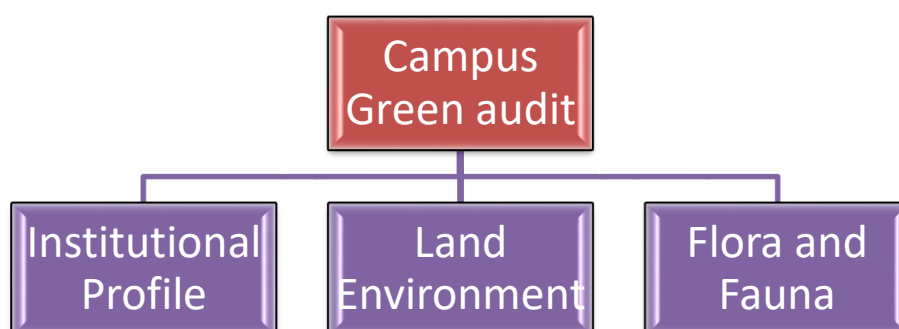 Campus
Green audit
Institutional
Profile
Land
Environment
Flora and
Fauna